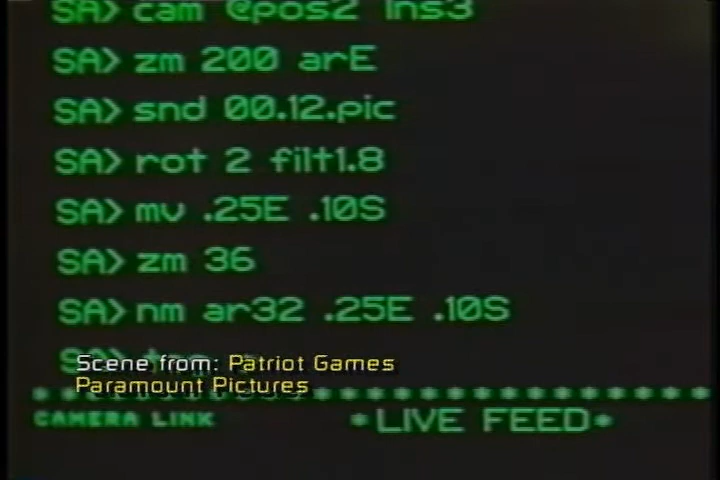 SA> cam @pos2 lns3
SA> zm 200 arE
SA> snd 00.12.pic
SA> rot 2 filt1.8
SA> mv .25E .10S
SA> zm 36
SA> nm ar32 .25E .10S
SA>
Scene from: Patriot Games
Paramount Pictures
CAMERA LINK
*LIVE FEED*